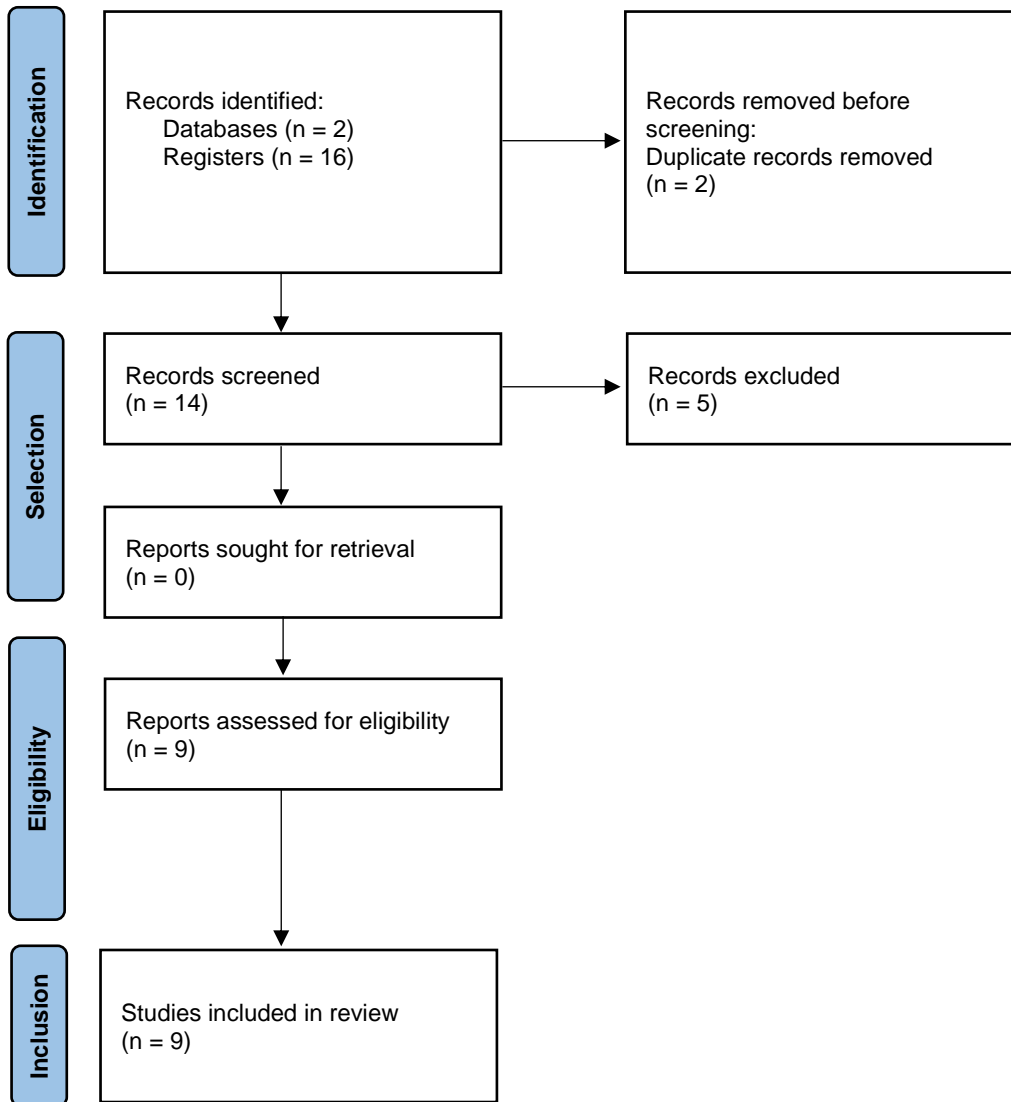 Identification
Records identified:
Databases (n = 2)
Registers (n = 16)
Records removed before
screening:
Duplicate records removed
(n = 2)
Selection
Records screened
(n = 14)
Records excluded
(n = 5)
Reports sought for retrieval
(n = 0)
Eligibility
Reports assessed for eligibility
(n = 9)
Inclusion
Studies included in review
(n = 9)